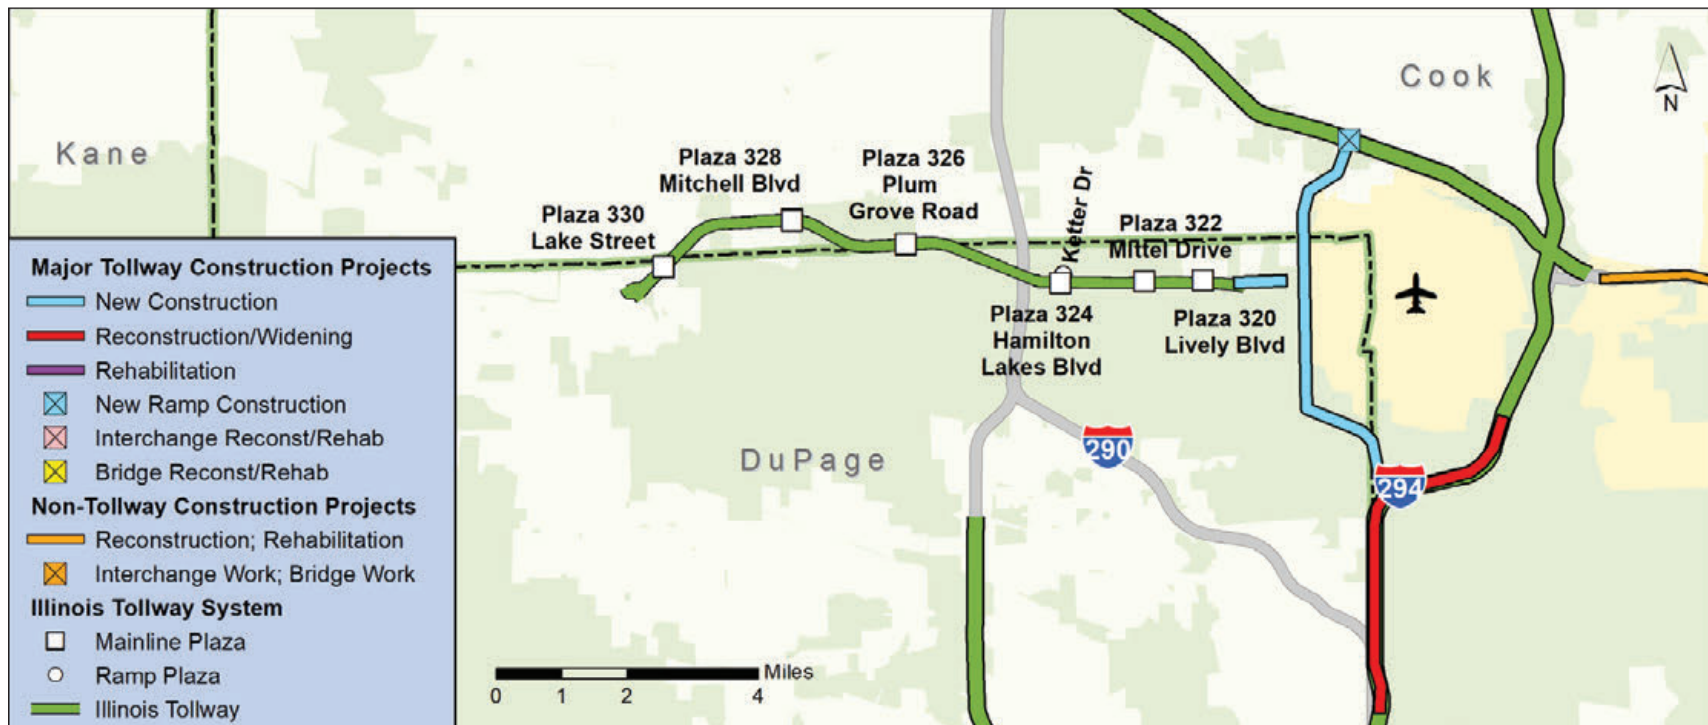 Cook
N
Kane
Plaza 328
Mitchell Blvd
Plaza 326
Plum
Grove Road
Ketter Dr
Plaza 330
Lake Street
Plaza 322
Mittel Drive
Plaza 324
Hamilton
Lakes Blvd
Plaza 320
Lively Blvd
DuPage
290
294
Major Tollway Construction Projects
New Construction
Reconstruction/Widening
Rehabilitation
New Ramp Construction
Interchange Reconst/Rehab
Bridge Reconst/Rehab
Non-Tollway Construction Projects
Reconstruction; Rehabilitation
Interchange Work; Bridge Work
Illinois Tollway System
Mainline Plaza
Ramp Plaza
Illinois Tollway
Miles
0 1 2 4